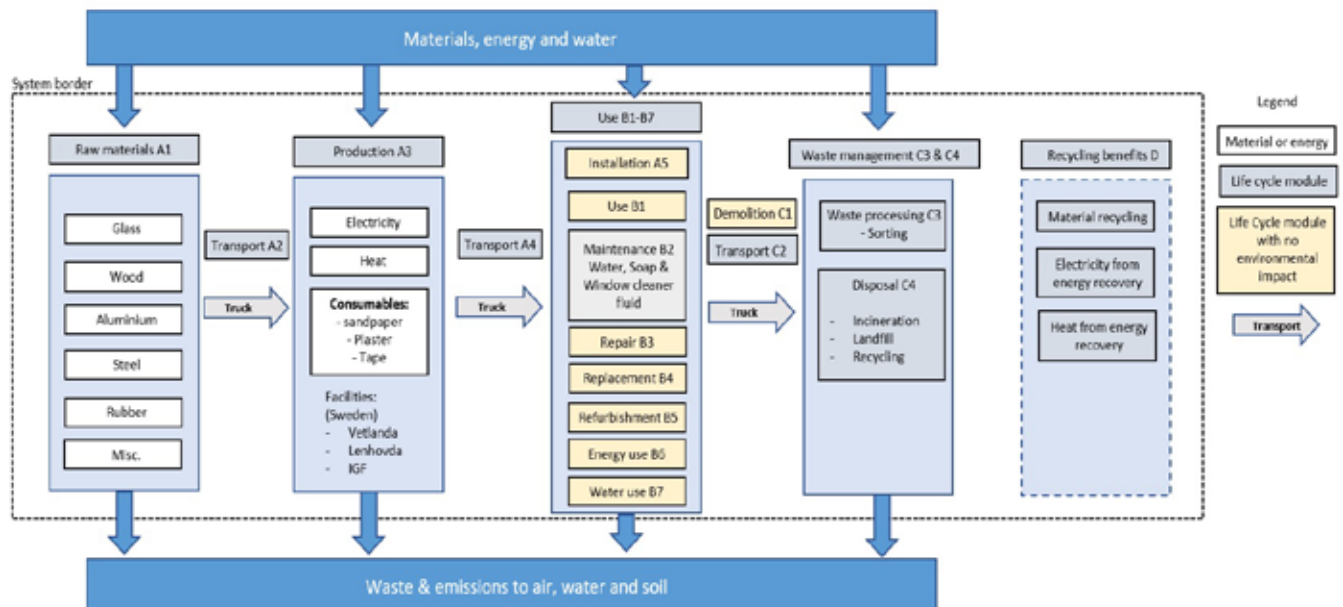 Materials, energy and water
System border
Raw materials A1
Glass
Wood
Aluminium
Steel
Rubber
Misc.
Transport A2
Truck
Production A3
Electricity
Heat
Consumables:
- sandpaper
- Plaster
- Tape
Facilities:
(Sweden)
- Vetlanda
- Lenhovda
- IGF
Transport A4
Truck
Use B1-B7
Installation A5
Use B1
Maintenance B2
Water, Soap &
Window cleaner
fluid
Repair B3
Replacement B4
Refurbishment B5
Energy use B6
Water use B7
Demolition C1
Transport C2
Truck
Waste management C3 & C4
Waste processing C3
- Sorting
Disposal C4
- Incineration
- Landfill
- Recycling
Recycling benefits D
Material recycling
Electricity from
energy recovery
Heat from energy
recovery
Legend
Material or energy
Life cycle module
Life Cycle module
with no
environmental
impact
Transport
Waste & emissions to air, water and soil